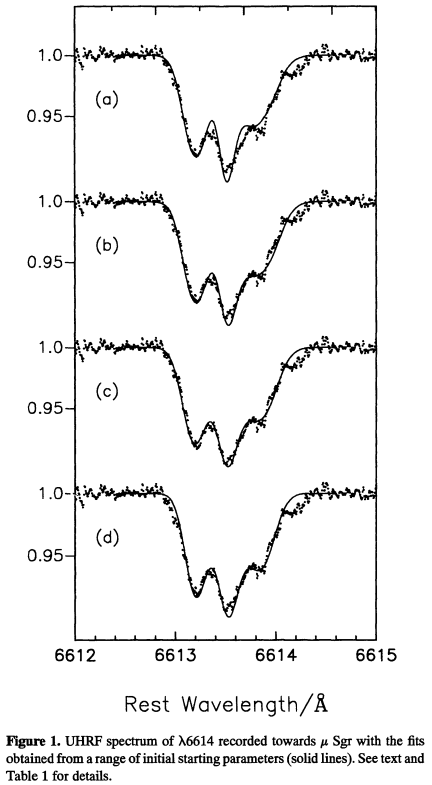 1.0
(a)
0.95
1.0
(b)
0.95
1.0
(c)
0.95
1.0
(d)
0.95
6612 6613 6614 6615
Rest Wavelength/Å
Figure 1. UHRF spectrum of λ6614 recorded towards μ Sgr with the fits
obtained from a range of initial starting parameters (solid lines). See text and
Table 1 for details.